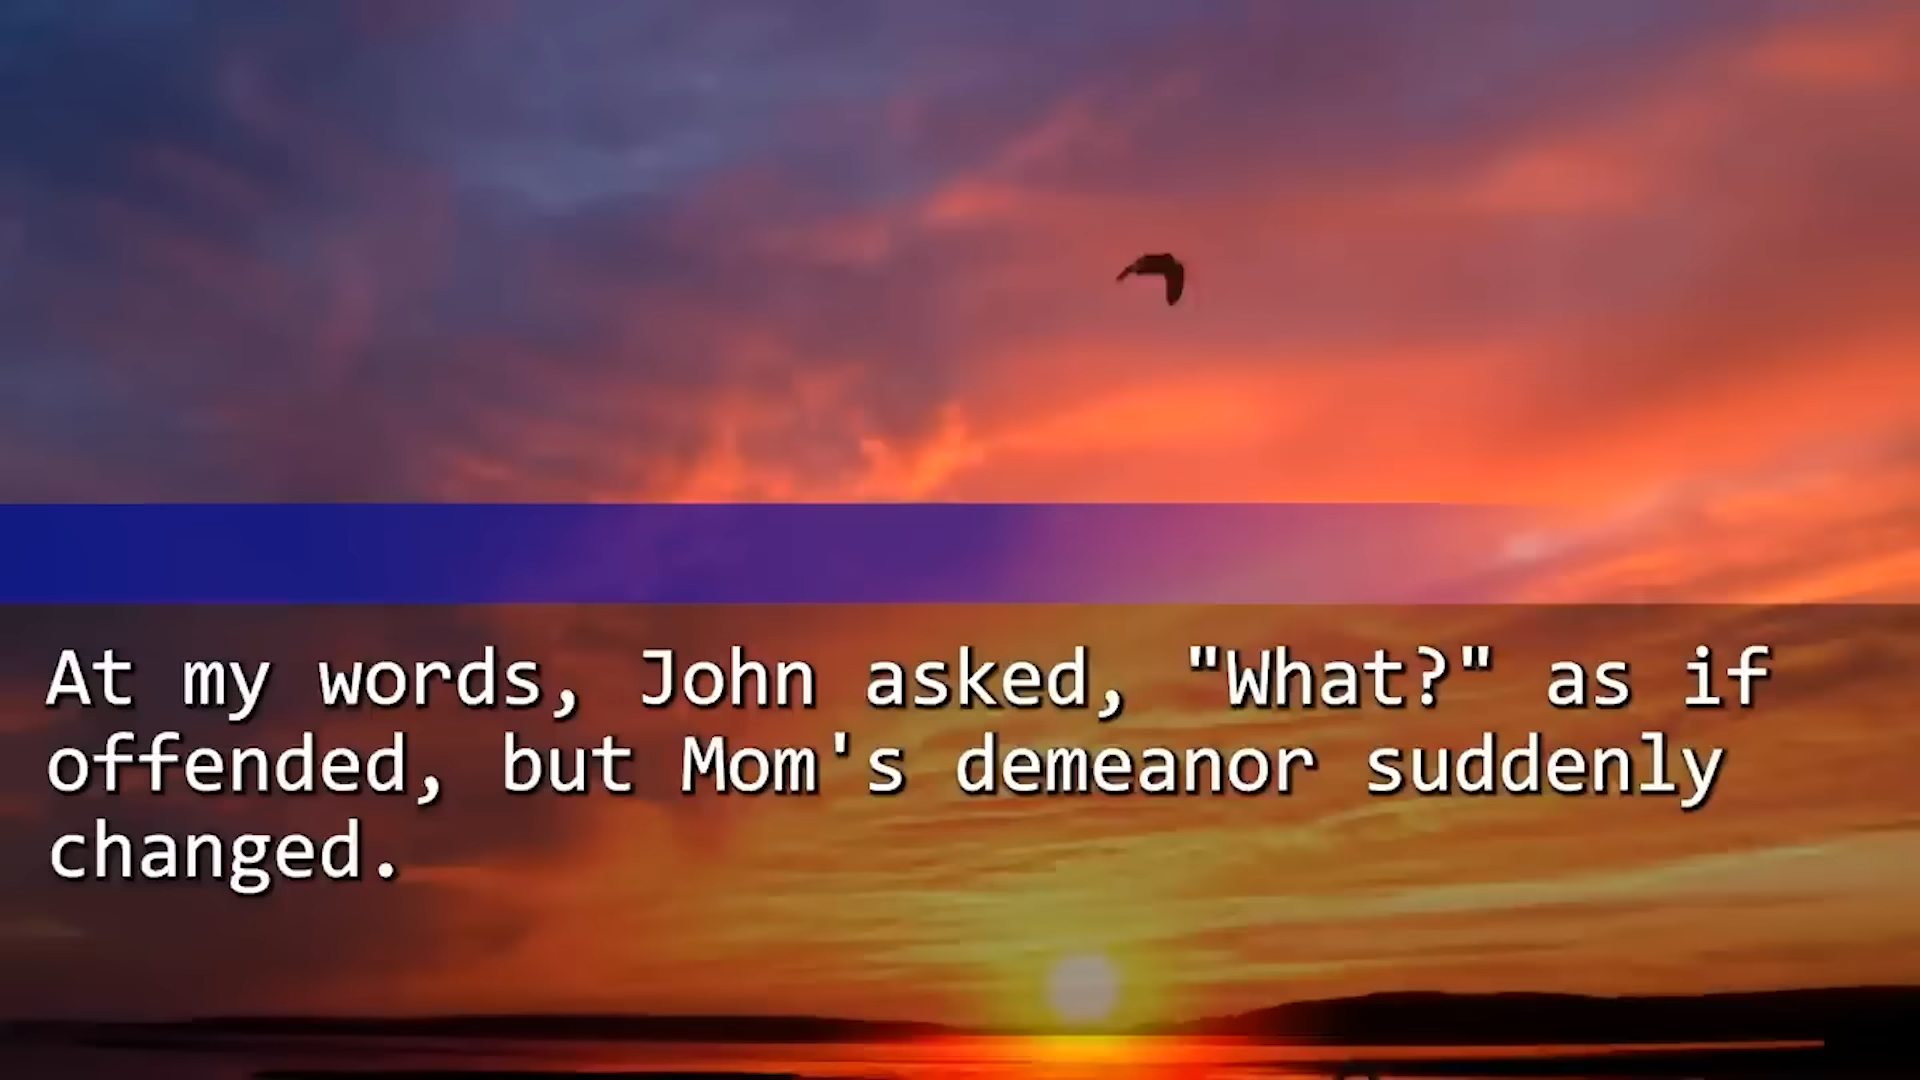 At my words, John asked, "What?" as if
offended, but Mom's demeanor suddenly
changed.